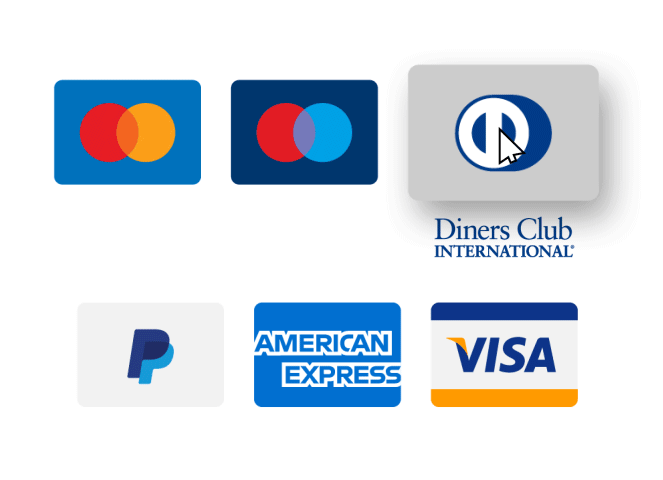 Diners Club
INTERNATIONAL®
AMERICAN
EXPRESS
VISA